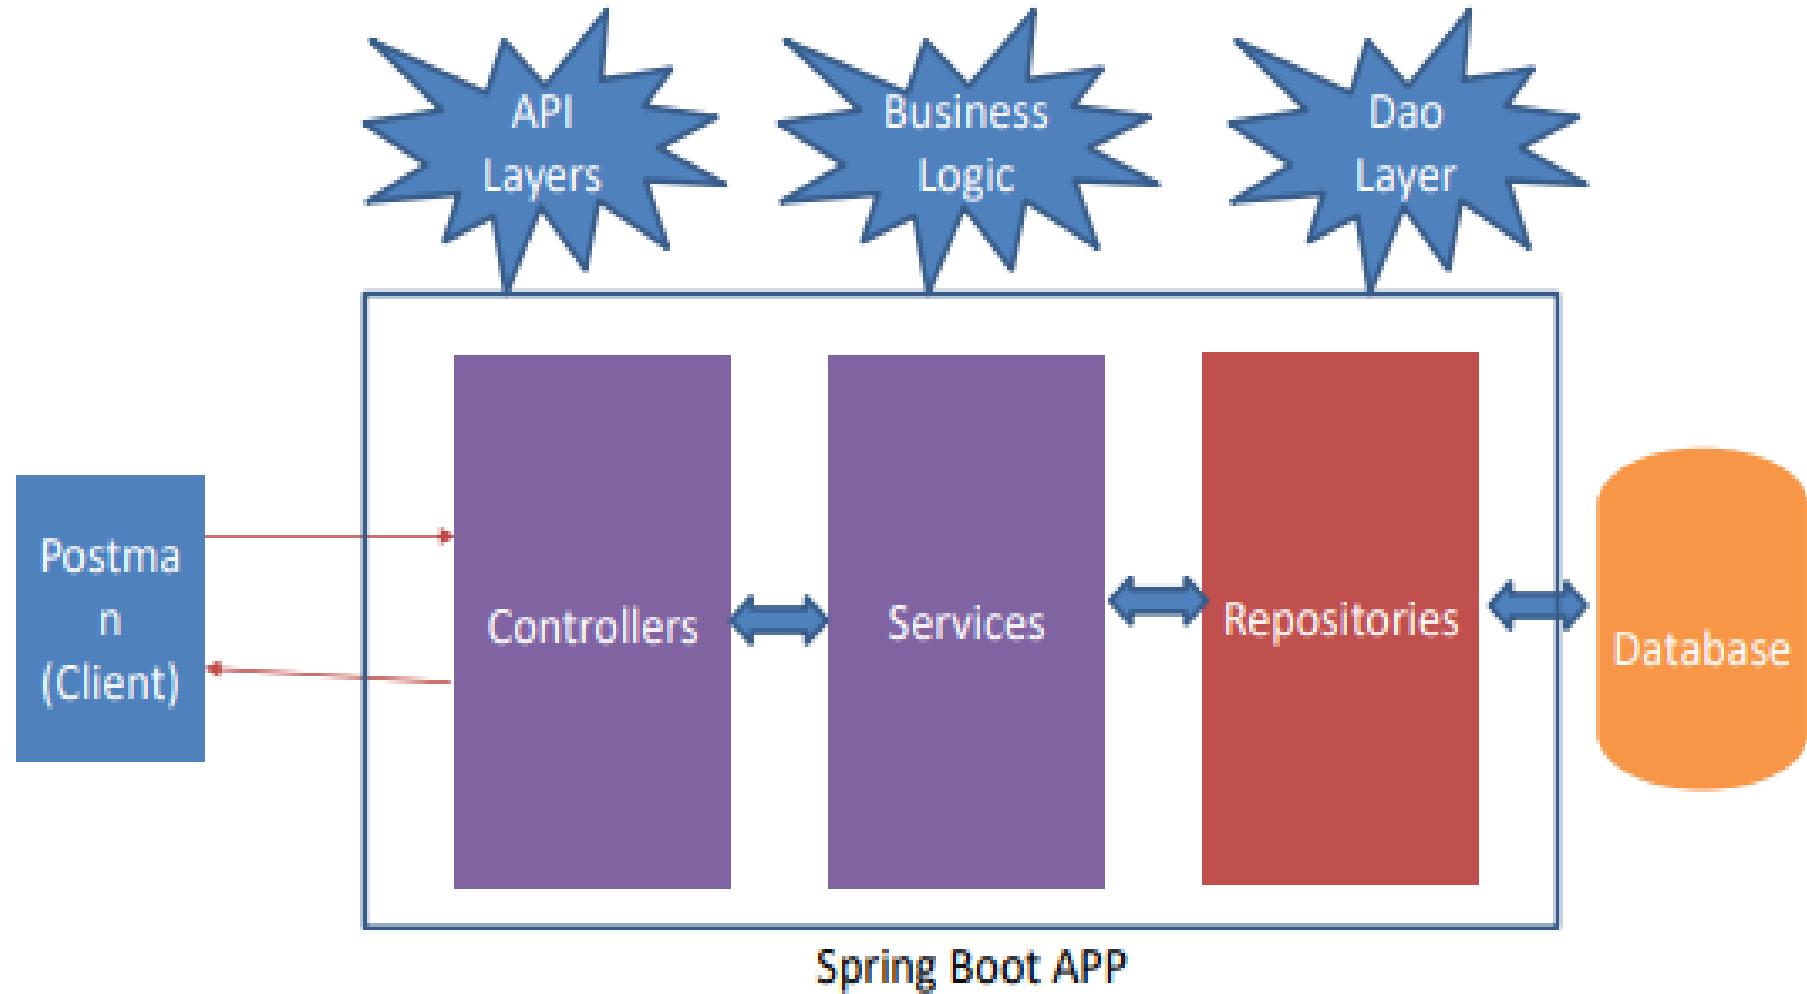 API
Layers
Business
Logic
Dao
Layer
Postma
n
(Client)
Controllers
Services
Repositories
Database
Spring Boot APP